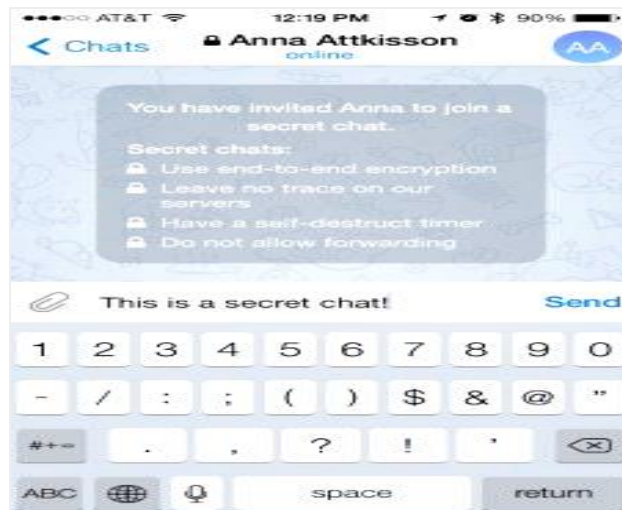 AT&T 12:19 PM 90%
Chats Anna Attkisson AA
online
You have invited Anna to join a
secret chat.
Secret chats:
Use end-to-end encryption
Leave no trace on our
servers
Have a self-destruct timer
Do not allow forwarding
This is a secret chat! Send
1 2 3 4 5 6 7 8 9 0
- / : ; ( ) $ & @ "
#+= . , ? ! '
ABC space return